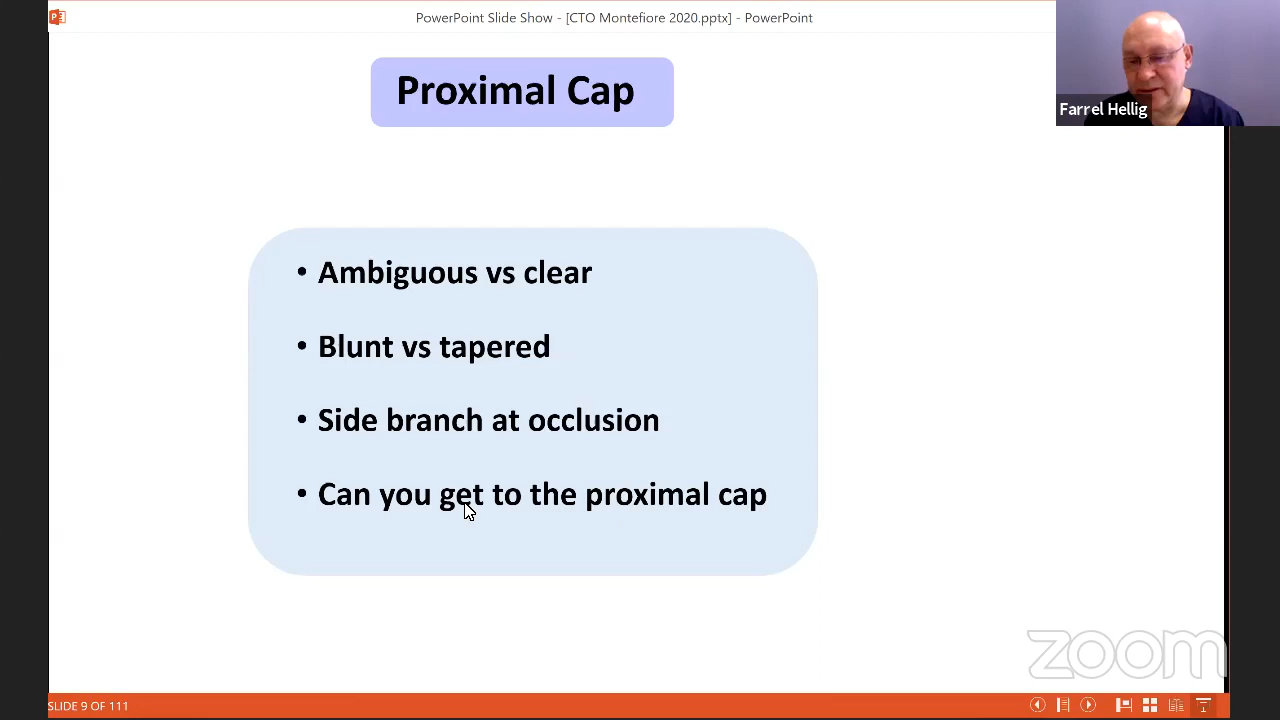 PowerPoint Slide Show - [CTO Montefiore 2020.pptx] - PowerPoint
Proximal Cap
Farrel Hellig
• Ambiguous vs clear
• Blunt vs tapered
• Side branch at occlusion
• Can you get to the proximal cap
zoom
SLIDE 9 OF 111